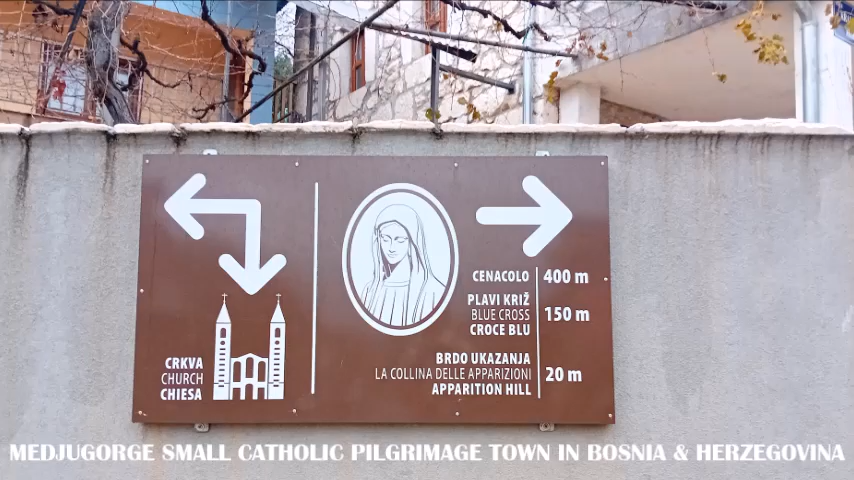 CRKVA
CHURCH
CHIESA
CENACOLO 400 m
PLAVI KRIŽ
BLUE CROSS 150 m
CROCE BLU
BRDO UKAZANJA
LA COLLINA DELLE APPARIZIONI 20 m
APPARITION HILL
MEDJUGORGE SMALL CATHOLIC PILGRIMAGE TOWN IN BOSNIA & HERZEGOVINA